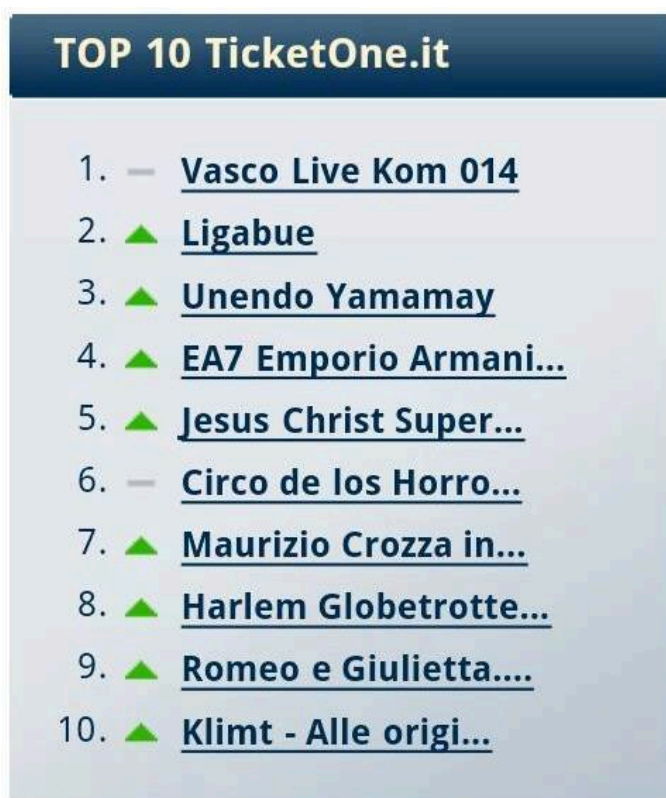 TOP 10 TicketOne.it
1. Vasco Live Kom 014
2. Ligabue
3. Unendo Yamamay
4. EA7 Emporio Armani...
5. Jesus Christ Super...
6. Circo de los Horro...
7. Maurizio Crozza in...
8. Harlem Globetrotte...
9. Romeo e Giulietta....
10. Klimt - Alle origi...